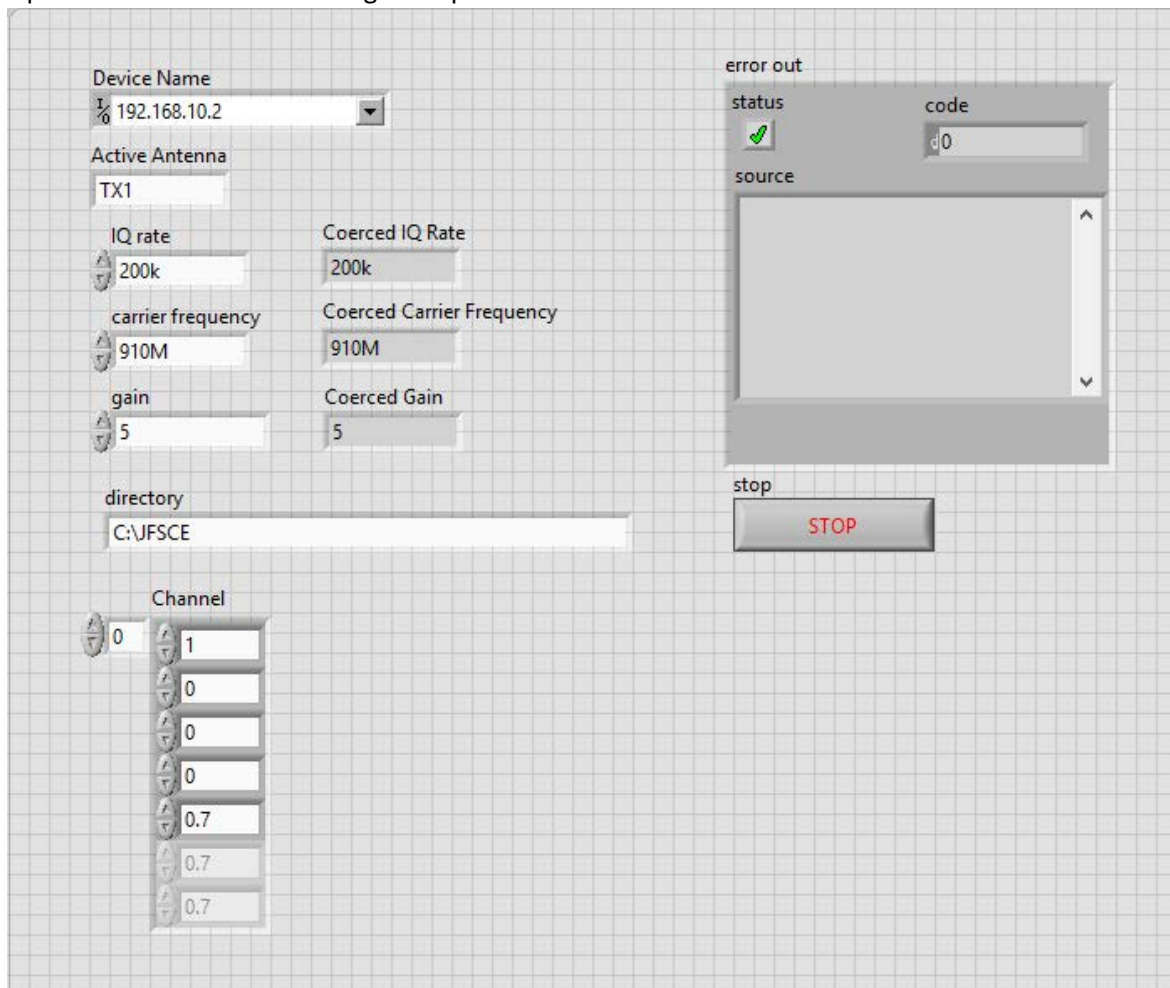 Device Name
192.168.10.2
Active Antenna
TX1
IQ rate
200k
Coerced IQ Rate
200k
carrier frequency
910M
Coerced Carrier Frequency
910M
gain
5
Coerced Gain
5
directory
C:\JFSCE
Channel
0
1
0
0
0
0.7
0.7
0.7
error out
status
code
d0
source
stop
STOP